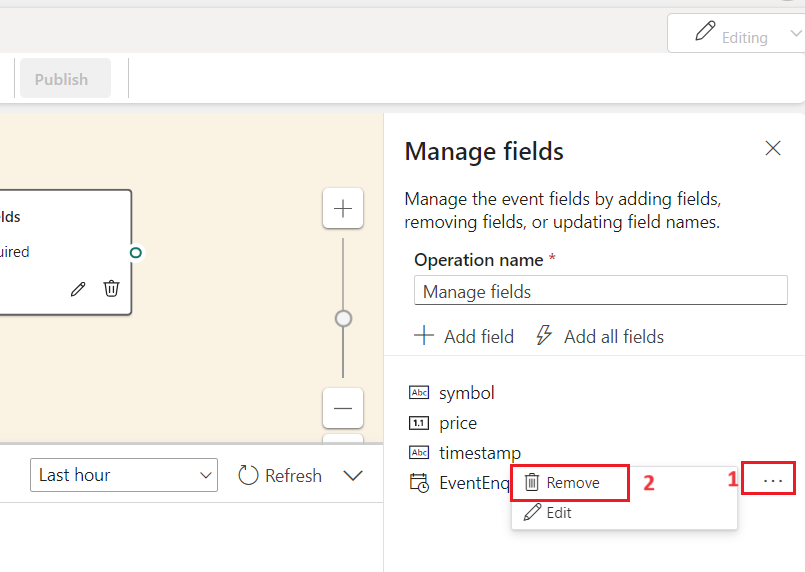 Editing
Publish
Manage fields
Manage the event fields by adding fields,
removing fields, or updating field names.
elds
uired
Operation name *
Manage fields
Add field
Add all fields
Abc symbol
1.1 price
Abc timestamp
EventEnq
Last hour
Refresh
Remove
2
1
...
Edit